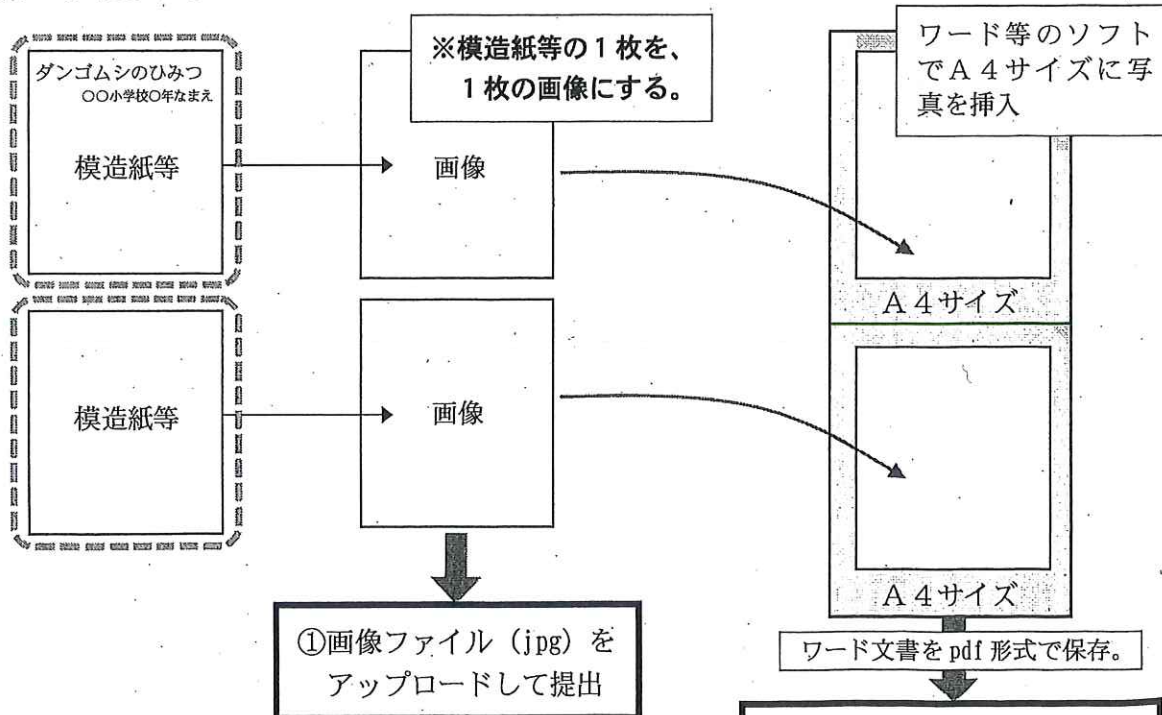 ダンゴムシのひみつ
〇〇小学校〇年なまえ
模造紙等
※模造紙等の１枚を、
１枚の画像にする。
画像
ワード等のソフト
でＡ４サイズに写
真を挿入
Ａ４サイズ
模造紙等
画像
Ａ４サイズ
①画像ファイル（jpg）を
アップロードして提出
ワード文書を pdf 形式で保存。